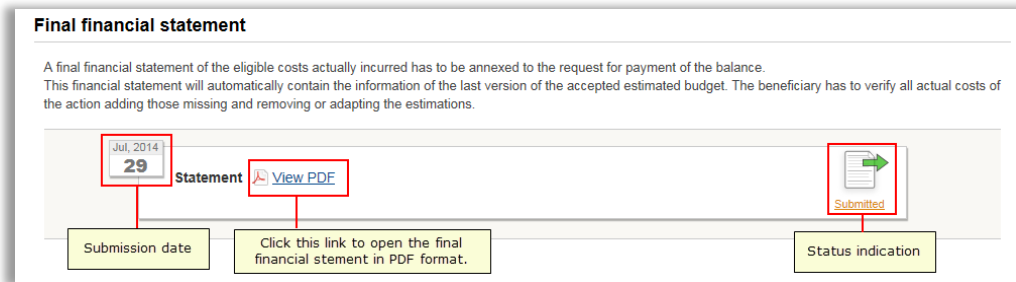 Final financial statement
A final financial statement of the eligible costs actually incurred has to be annexed to the request for payment of the balance.
This financial statement will automatically contain the information of the last version of the accepted estimated budget. The beneficiary has to verify all actual costs of
the action adding those missing and removing or adapting the estimations.
Jul, 2014
29
Statement View PDF
Submitted
Submission date
Click this link to open the final
financial stement in PDF format.
Status indication